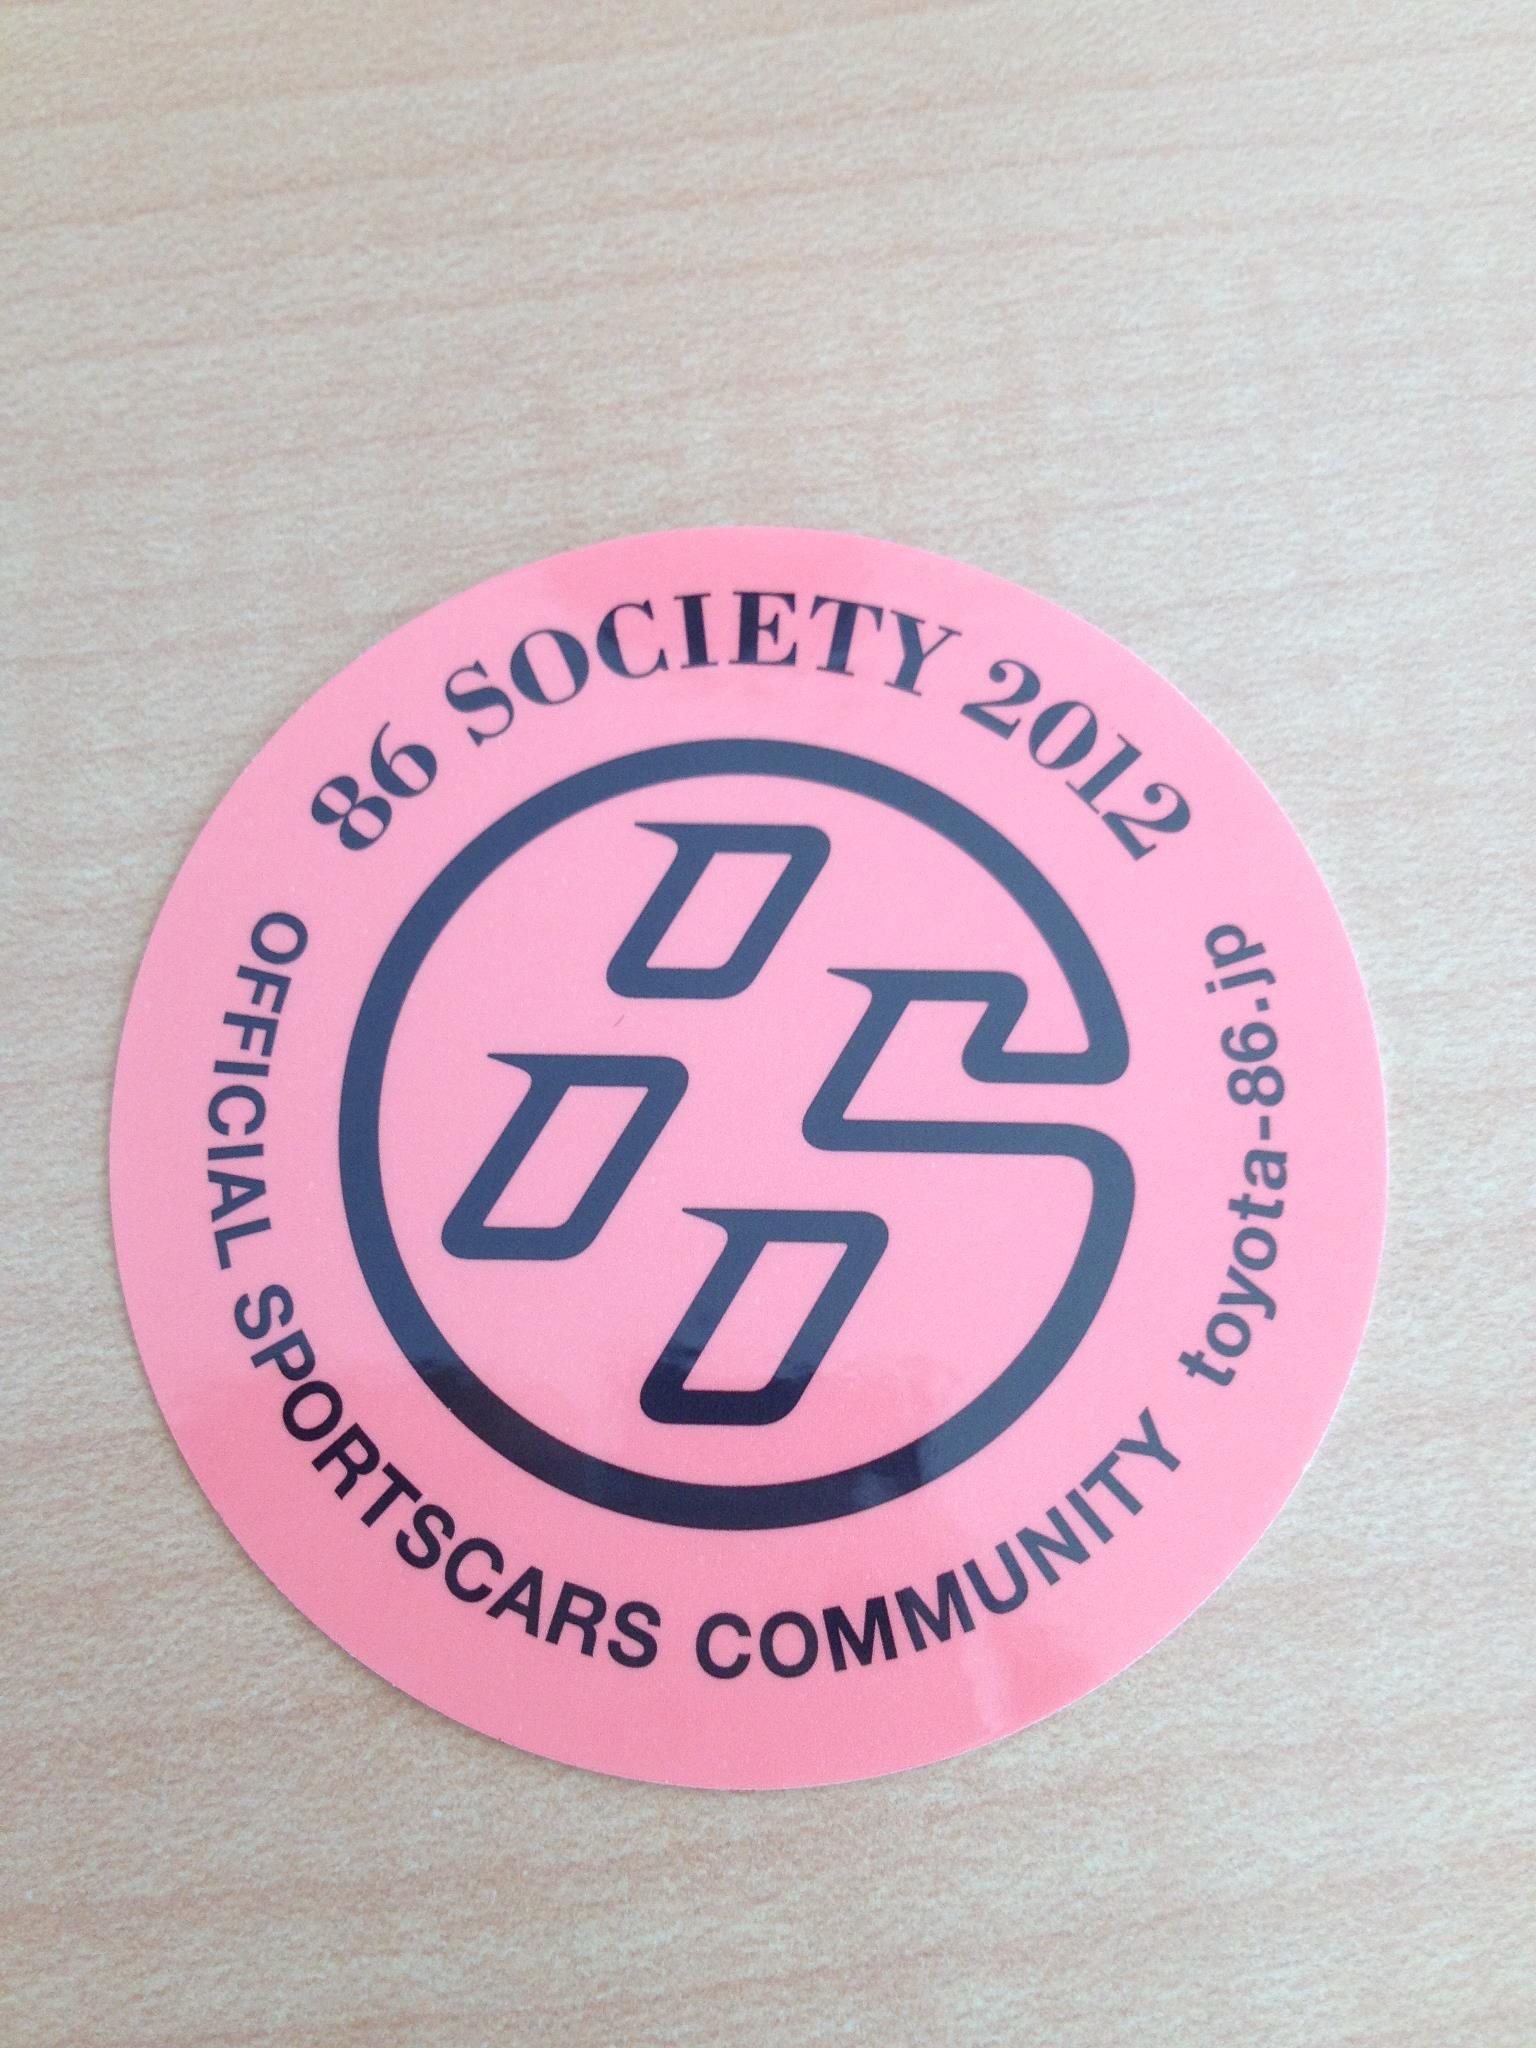 86 SOCIETY 2012
OFFICIAL SPORTSCARS COMMUNITY toyota-86.jp